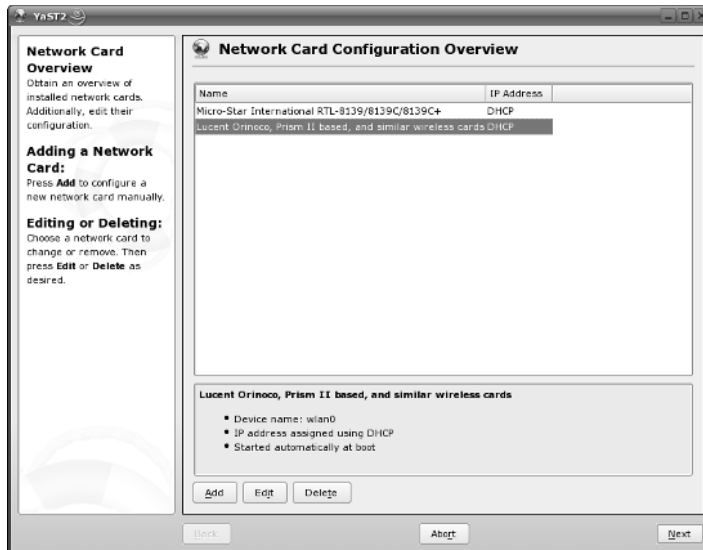 YaST2
Network Card
Overview
Obtain an overview of
installed network cards.
Additionally, edit their
configuration.
Adding a Network
Card:
Press Add to configure a
new network card manually.
Editing or Deleting:
Choose a network card to
change or remove. Then
press Edit or Delete as
desired.
Network Card Configuration Overview
Name IP Address
Micro-Star International RTL-8139/8139C/8139C+ DHCP
Lucent Orinoco, Prism II based, and similar wireless cards DHCP
Lucent Orinoco, Prism II based, and similar wireless cards
• Device name: wlan0
• IP address assigned using DHCP
• Started automatically at boot
Add Edit Delete
Back Abort Next